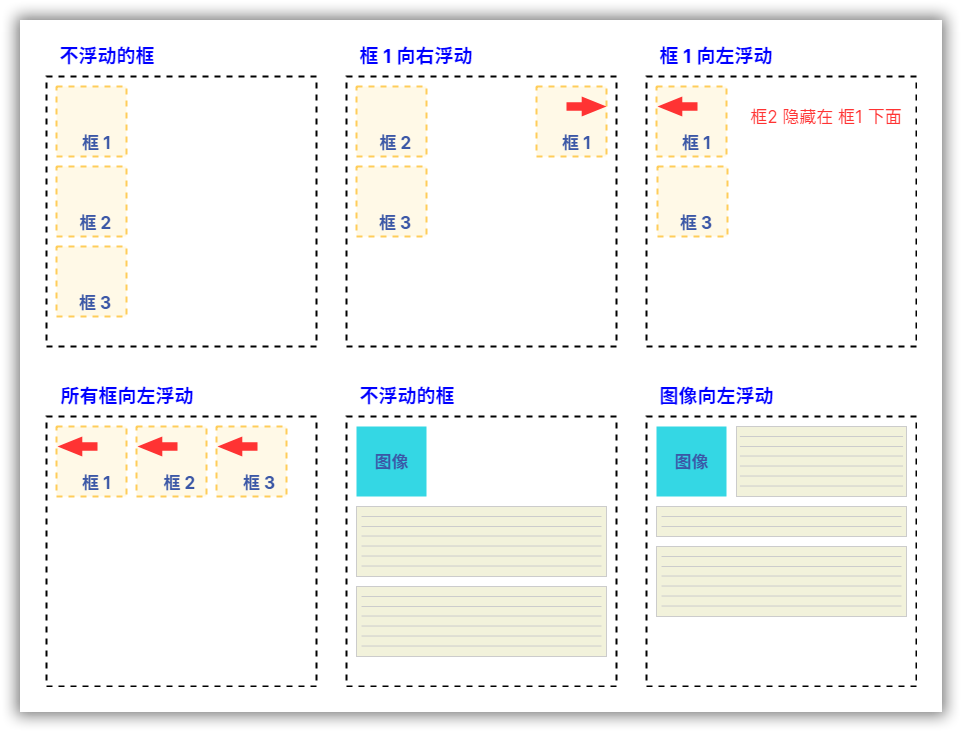 不浮动的框
框 1
框 2
框 3
框 1 向右浮动
框 2
框 1
框 3
框 1 向左浮动
框 1
框2 隐藏在 框1 下面
框 3
所有框向左浮动
框 1
框 2
框 3
不浮动的框
图像
图像向左浮动
图像